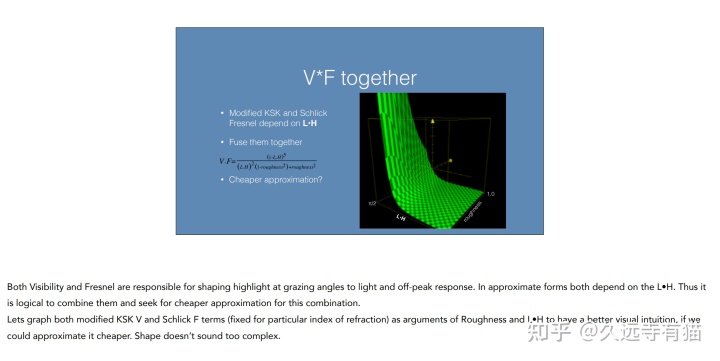 V*F together
• Modified KSK and Schlick
Fresnel depend on L•H
• Fuse them together
V.F=(1-L.H)^5/((L.H)^2(1-roughness^2)+roughness^2)
• Cheaper approximation?
π/2
L•H
roughness
1.0
Both Visibility and Fresnel are responsible for shaping highlight at grazing angles to light and off-peak response. In approximate forms both depend on the L•H. Thus it
is logical to combine them and seek for cheaper approximation for this combination.
Lets graph both modified KSK V and Schlick F terms (fixed for particular index of refraction) as arguments of Roughness and L•H to have a better visual intuition, if we
could approximate it cheaper. Shape doesn't sound too complex.
知乎 @久远寺有猫